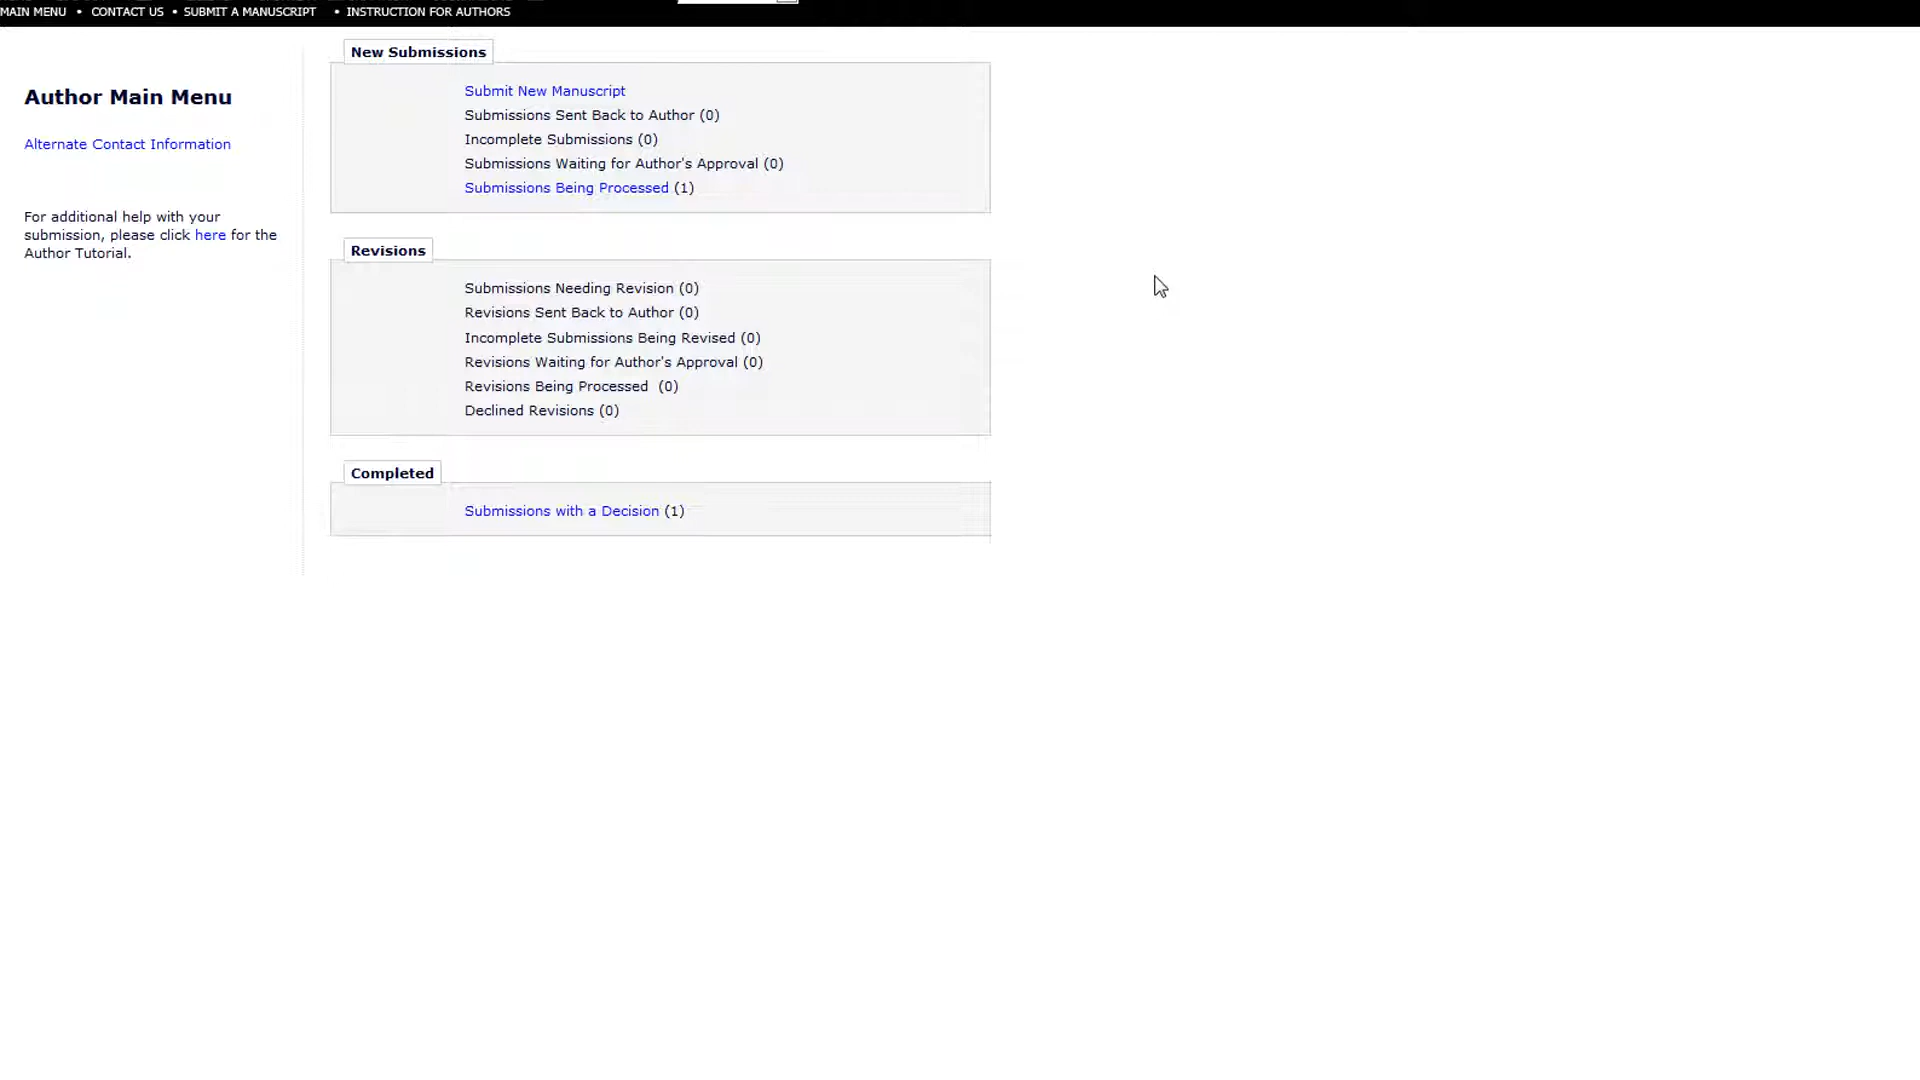 MAIN MENU • CONTACT US • SUBMIT A MANUSCRIPT • INSTRUCTION FOR AUTHORS
Author Main Menu
Alternate Contact Information
For additional help with your
submission, please click here for the
Author Tutorial.
New Submissions
Submit New Manuscript
Submissions Sent Back to Author (0)
Incomplete Submissions (0)
Submissions Waiting for Author's Approval (0)
Submissions Being Processed (1)
Revisions
Submissions Needing Revision (0)
Revisions Sent Back to Author (0)
Incomplete Submissions Being Revised (0)
Revisions Waiting for Author's Approval (0)
Revisions Being Processed (0)
Declined Revisions (0)
Completed
Submissions with a Decision (1)